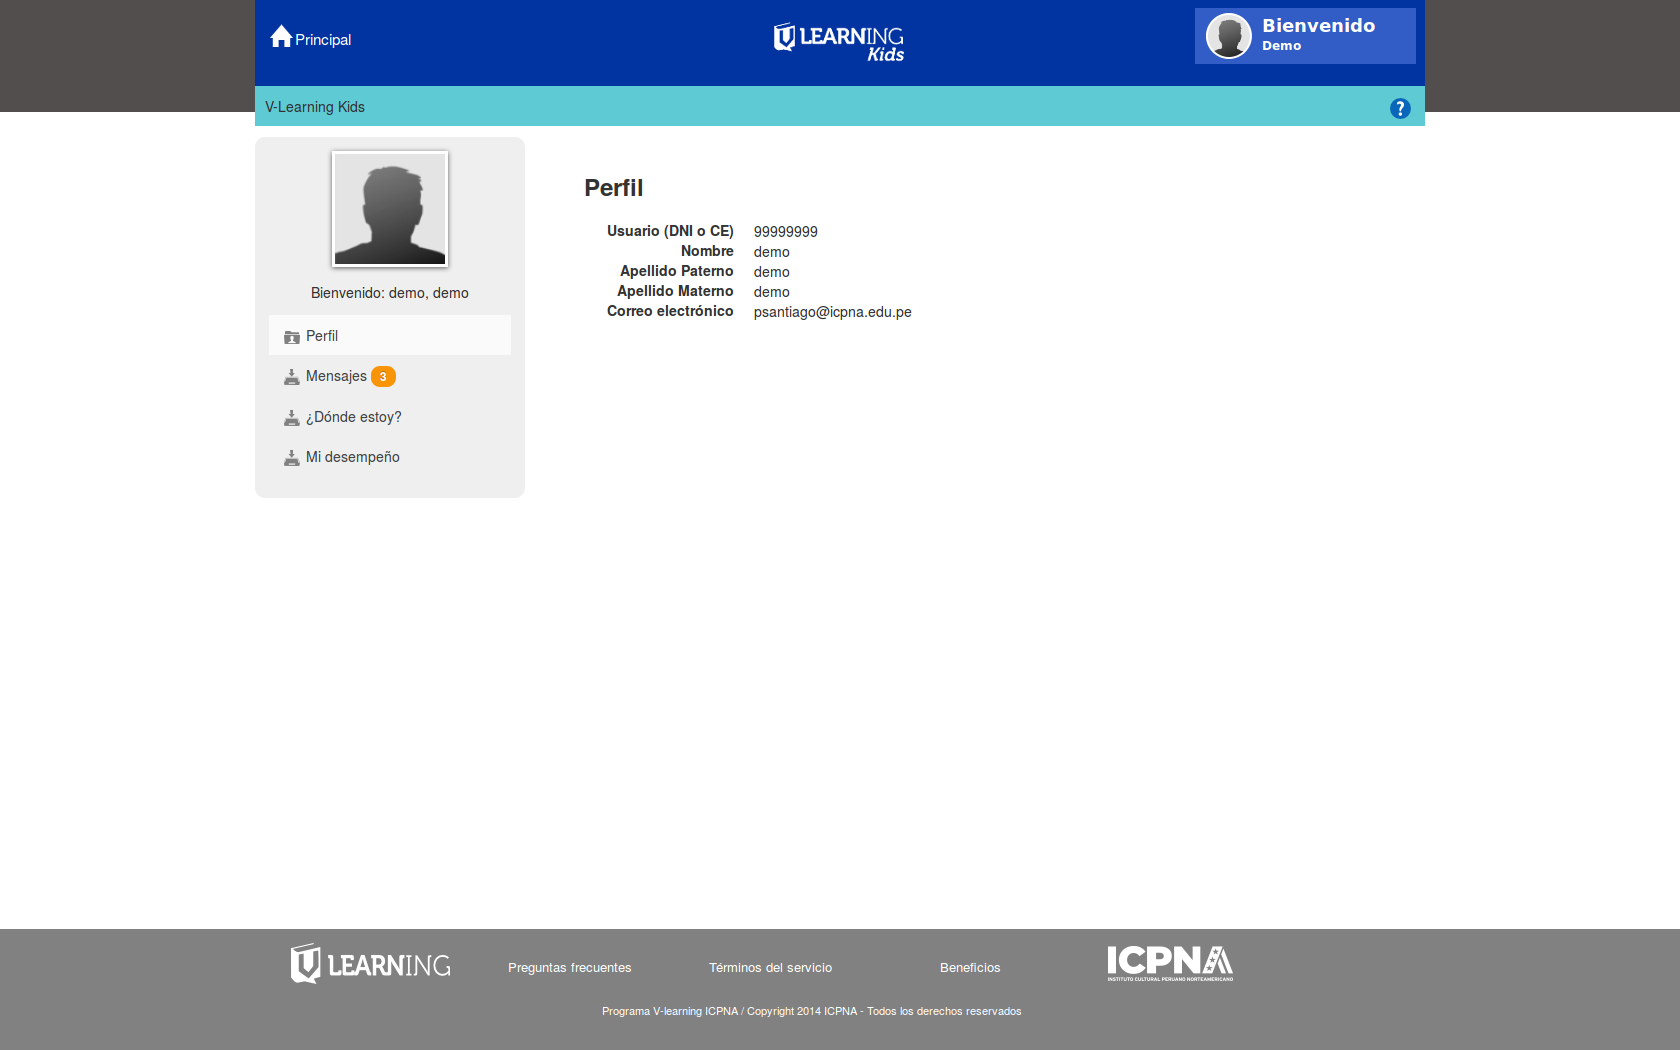 Principal
LEARNING
Kids
Bienvenido
Demo
V-Learning Kids
?
Bienvenido: demo, demo
Perfil
Mensajes 3
¿Dónde estoy?
Mi desempeño
Perfil
Usuario (DNI o CE) 99999999
Nombre demo
Apellido Paterno demo
Apellido Materno demo
Correo electrónico psantiago@icpna.edu.pe
LEARNING
Preguntas frecuentes
Términos del servicio
Beneficios
ICPNA
INSTITUTO CULTURAL PERUANO NORTEAMERICANO
Programa V-learning ICPNA / Copyright 2014 ICPNA - Todos los derechos reservados